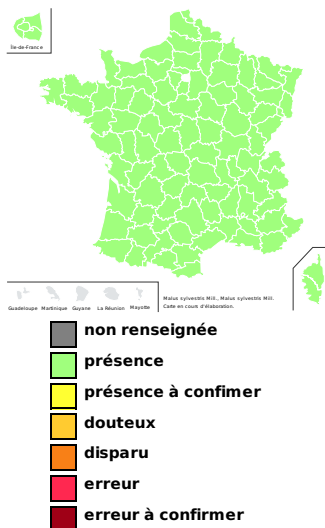 Île-de-France
Guadeloupe Martinique Guyane La Réunion Mayotte
Malus sylvestris Mill., Malus sylvestris Mill.
Carte en cours d'élaboration.
non renseignée
présence
présence à confimer
douteux
disparu
erreur
erreur à confirmer